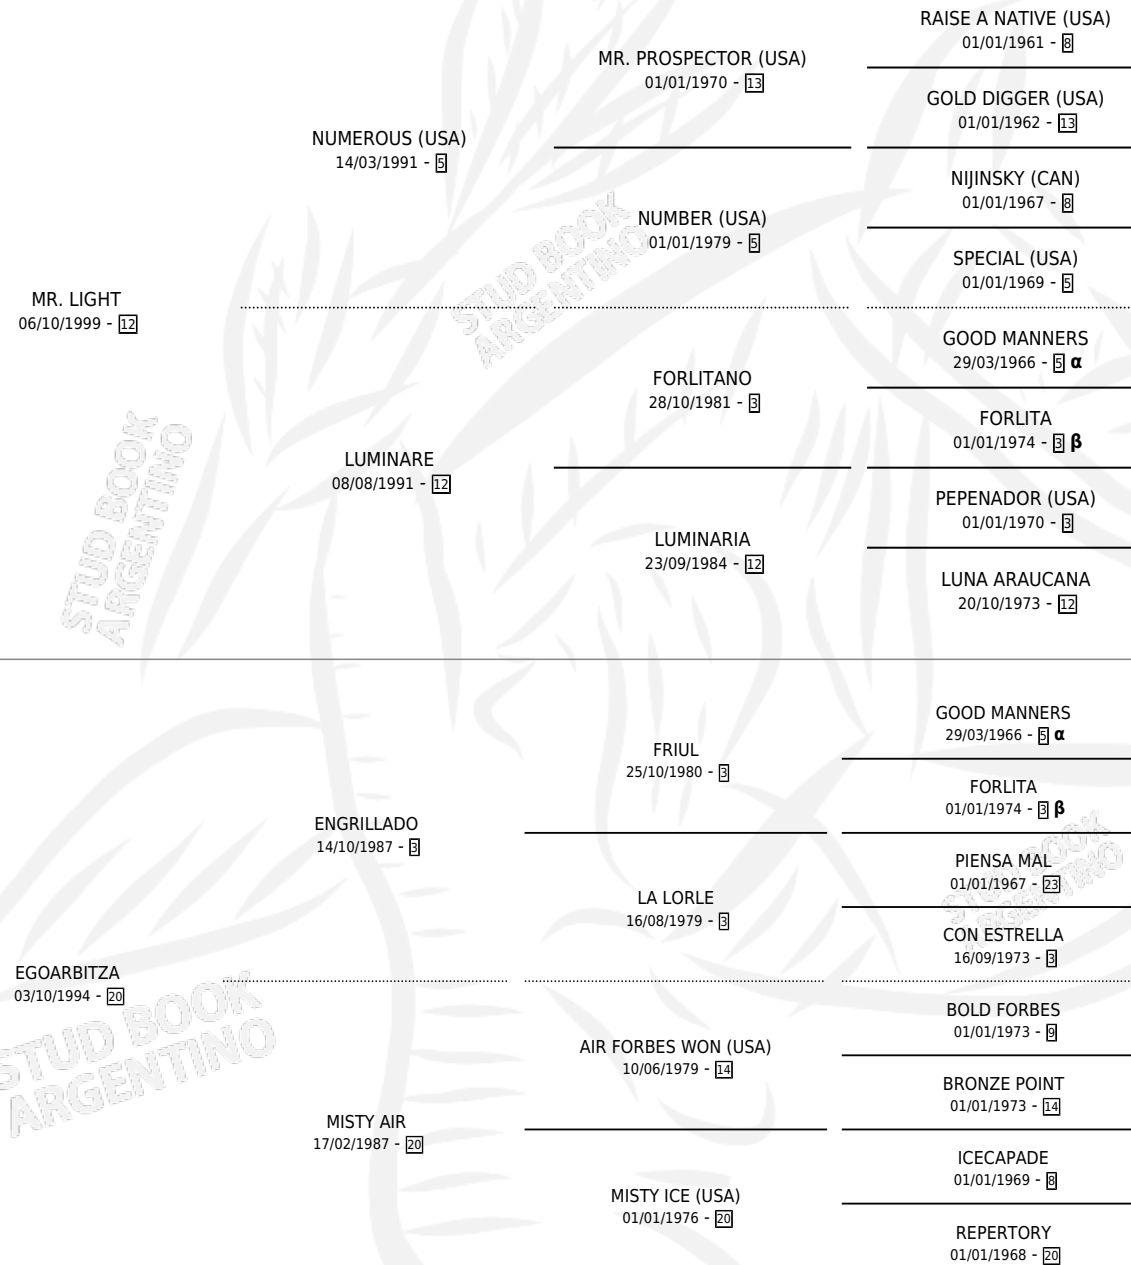 RAISE A NATIVE (USA)
01/01/1961 - 8
MR. PROSPECTOR (USA)
01/01/1970 - 13
GOLD DIGGER (USA)
01/01/1962 - 13
NUMEROUS (USA)
14/03/1991 - 5
NIJINSKY (CAN)
01/01/1967 - 8
NUMBER (USA)
01/01/1979 - 5
SPECIAL (USA)
01/01/1969 - 5
MR. LIGHT
06/10/1999 - 12
GOOD MANNERS
29/03/1966 - 5 α
FORLITANO
28/10/1981 - 3
FORLITA
01/01/1974 - 3 β
LUMINARE
08/08/1991 - 12
PEPENADOR (USA)
01/01/1970 - 3
LUMINARIA
23/09/1984 - 12
LUNA ARAUCANA
20/10/1973 - 12
GOOD MANNERS
29/03/1966 - 5 α
FRIUL
25/10/1980 - 3
FORLITA
01/01/1974 - 3 β
ENGRILLADO
14/10/1987 - 3
PIENSA MAL
01/01/1967 - 23
LA LORLE
16/08/1979 - 3
CON ESTRELLA
16/09/1973 - 3
EGOARBITZA
03/10/1994 - 20
BOLD FORBES
01/01/1973 - 9
AIR FORBES WON (USA)
10/06/1979 - 14
BRONZE POINT
01/01/1973 - 14
MISTY AIR
17/02/1987 - 20
ICECAPADE
01/01/1969 - 8
MISTY ICE (USA)
01/01/1976 - 20
REPERTORY
01/01/1968 - 20
STUD BOOK
ARGENTINO
STUD BOOK
ARGENTINO
STUD BOOK
ARGENTINO
STUD BOOK
ARGENTINO